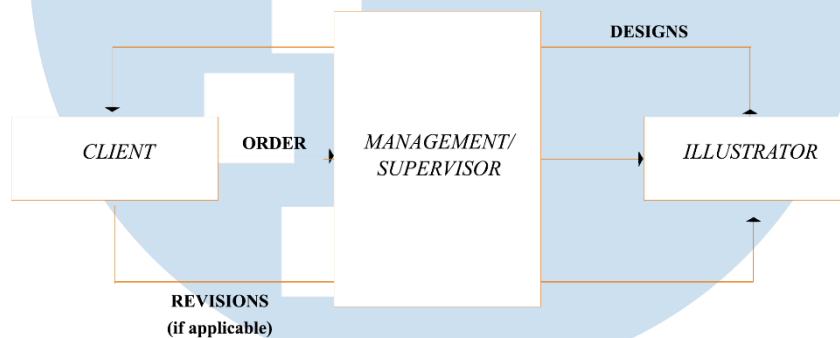 DESIGNS
CLIENT
ORDER
MANAGEMENT/
SUPERVISOR
ILLUSTRATOR
REVISIONS
(if applicable)